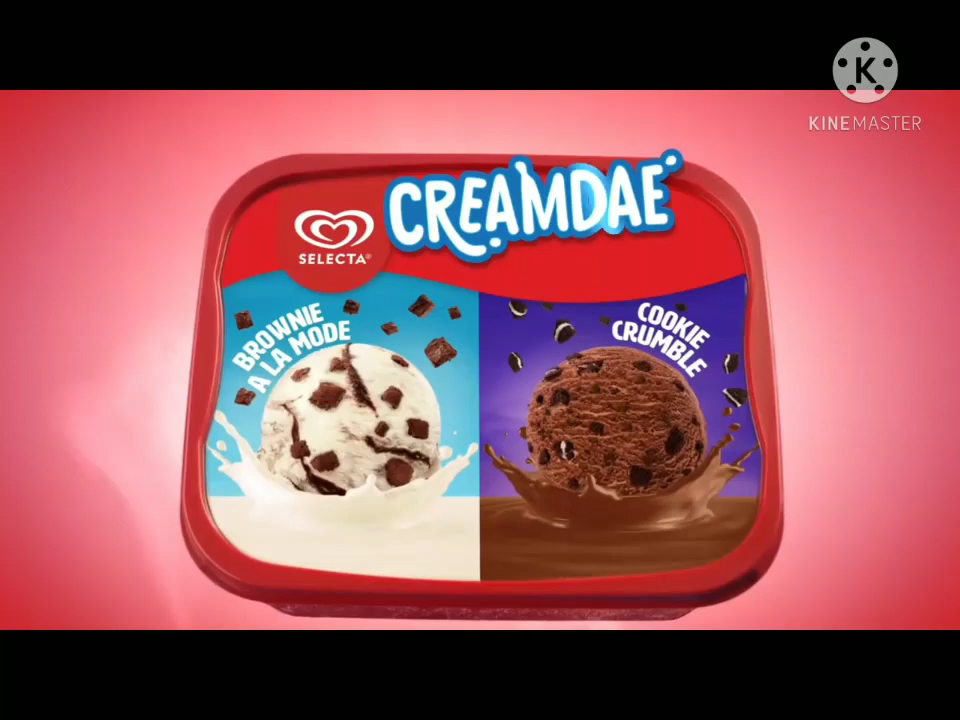 K
KINEMASTER
CREAMDAE
SELECTA®
BROWNIE
A LA MODE
COOKIE
CRUMBLE